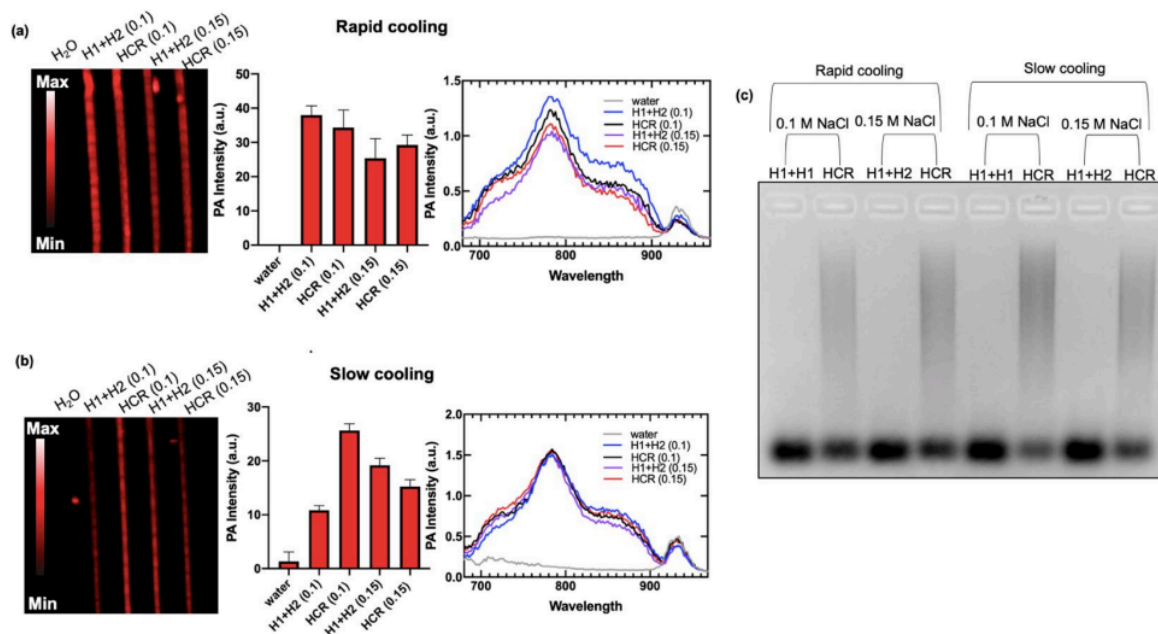 (a)
H2O
H1+H2 (0.1)
HCR (0.1)
H1+H2 (0.15)
HCR (0.15)
Max
Min
Rapid cooling
PA Intensity (a.u.)
50
40
30
20
10
0
water
H1+H2 (0.1)
HCR (0.1)
H1+H2 (0.15)
HCR (0.15)
PA Intensity (a.u.)
1.5
1.0
0.5
0.0
700 800 900
Wavelength
water
H1+H2 (0.1)
HCR (0.1)
H1+H2 (0.15)
HCR (0.15)
(b)
H2O
H1+H2 (0.1)
HCR (0.1)
H1+H2 (0.15)
HCR (0.15)
Max
Min
Slow cooling
PA Intensity (a.u.)
30
20
10
0
water
H1+H2 (0.1)
HCR (0.1)
H1+H2 (0.15)
HCR (0.15)
PA Intensity (a.u.)
2.0
1.5
1.0
0.5
0.0
700 800 900
Wavelength
water
H1+H2 (0.1)
HCR (0.1)
H1+H2 (0.15)
HCR (0.15)
(c)
Rapid cooling Slow cooling
0.1 M NaCl 0.15 M NaCl 0.1 M NaCl 0.15 M NaCl
H1+H1 HCR H1+H2 HCR H1+H1 HCR H1+H2 HCR